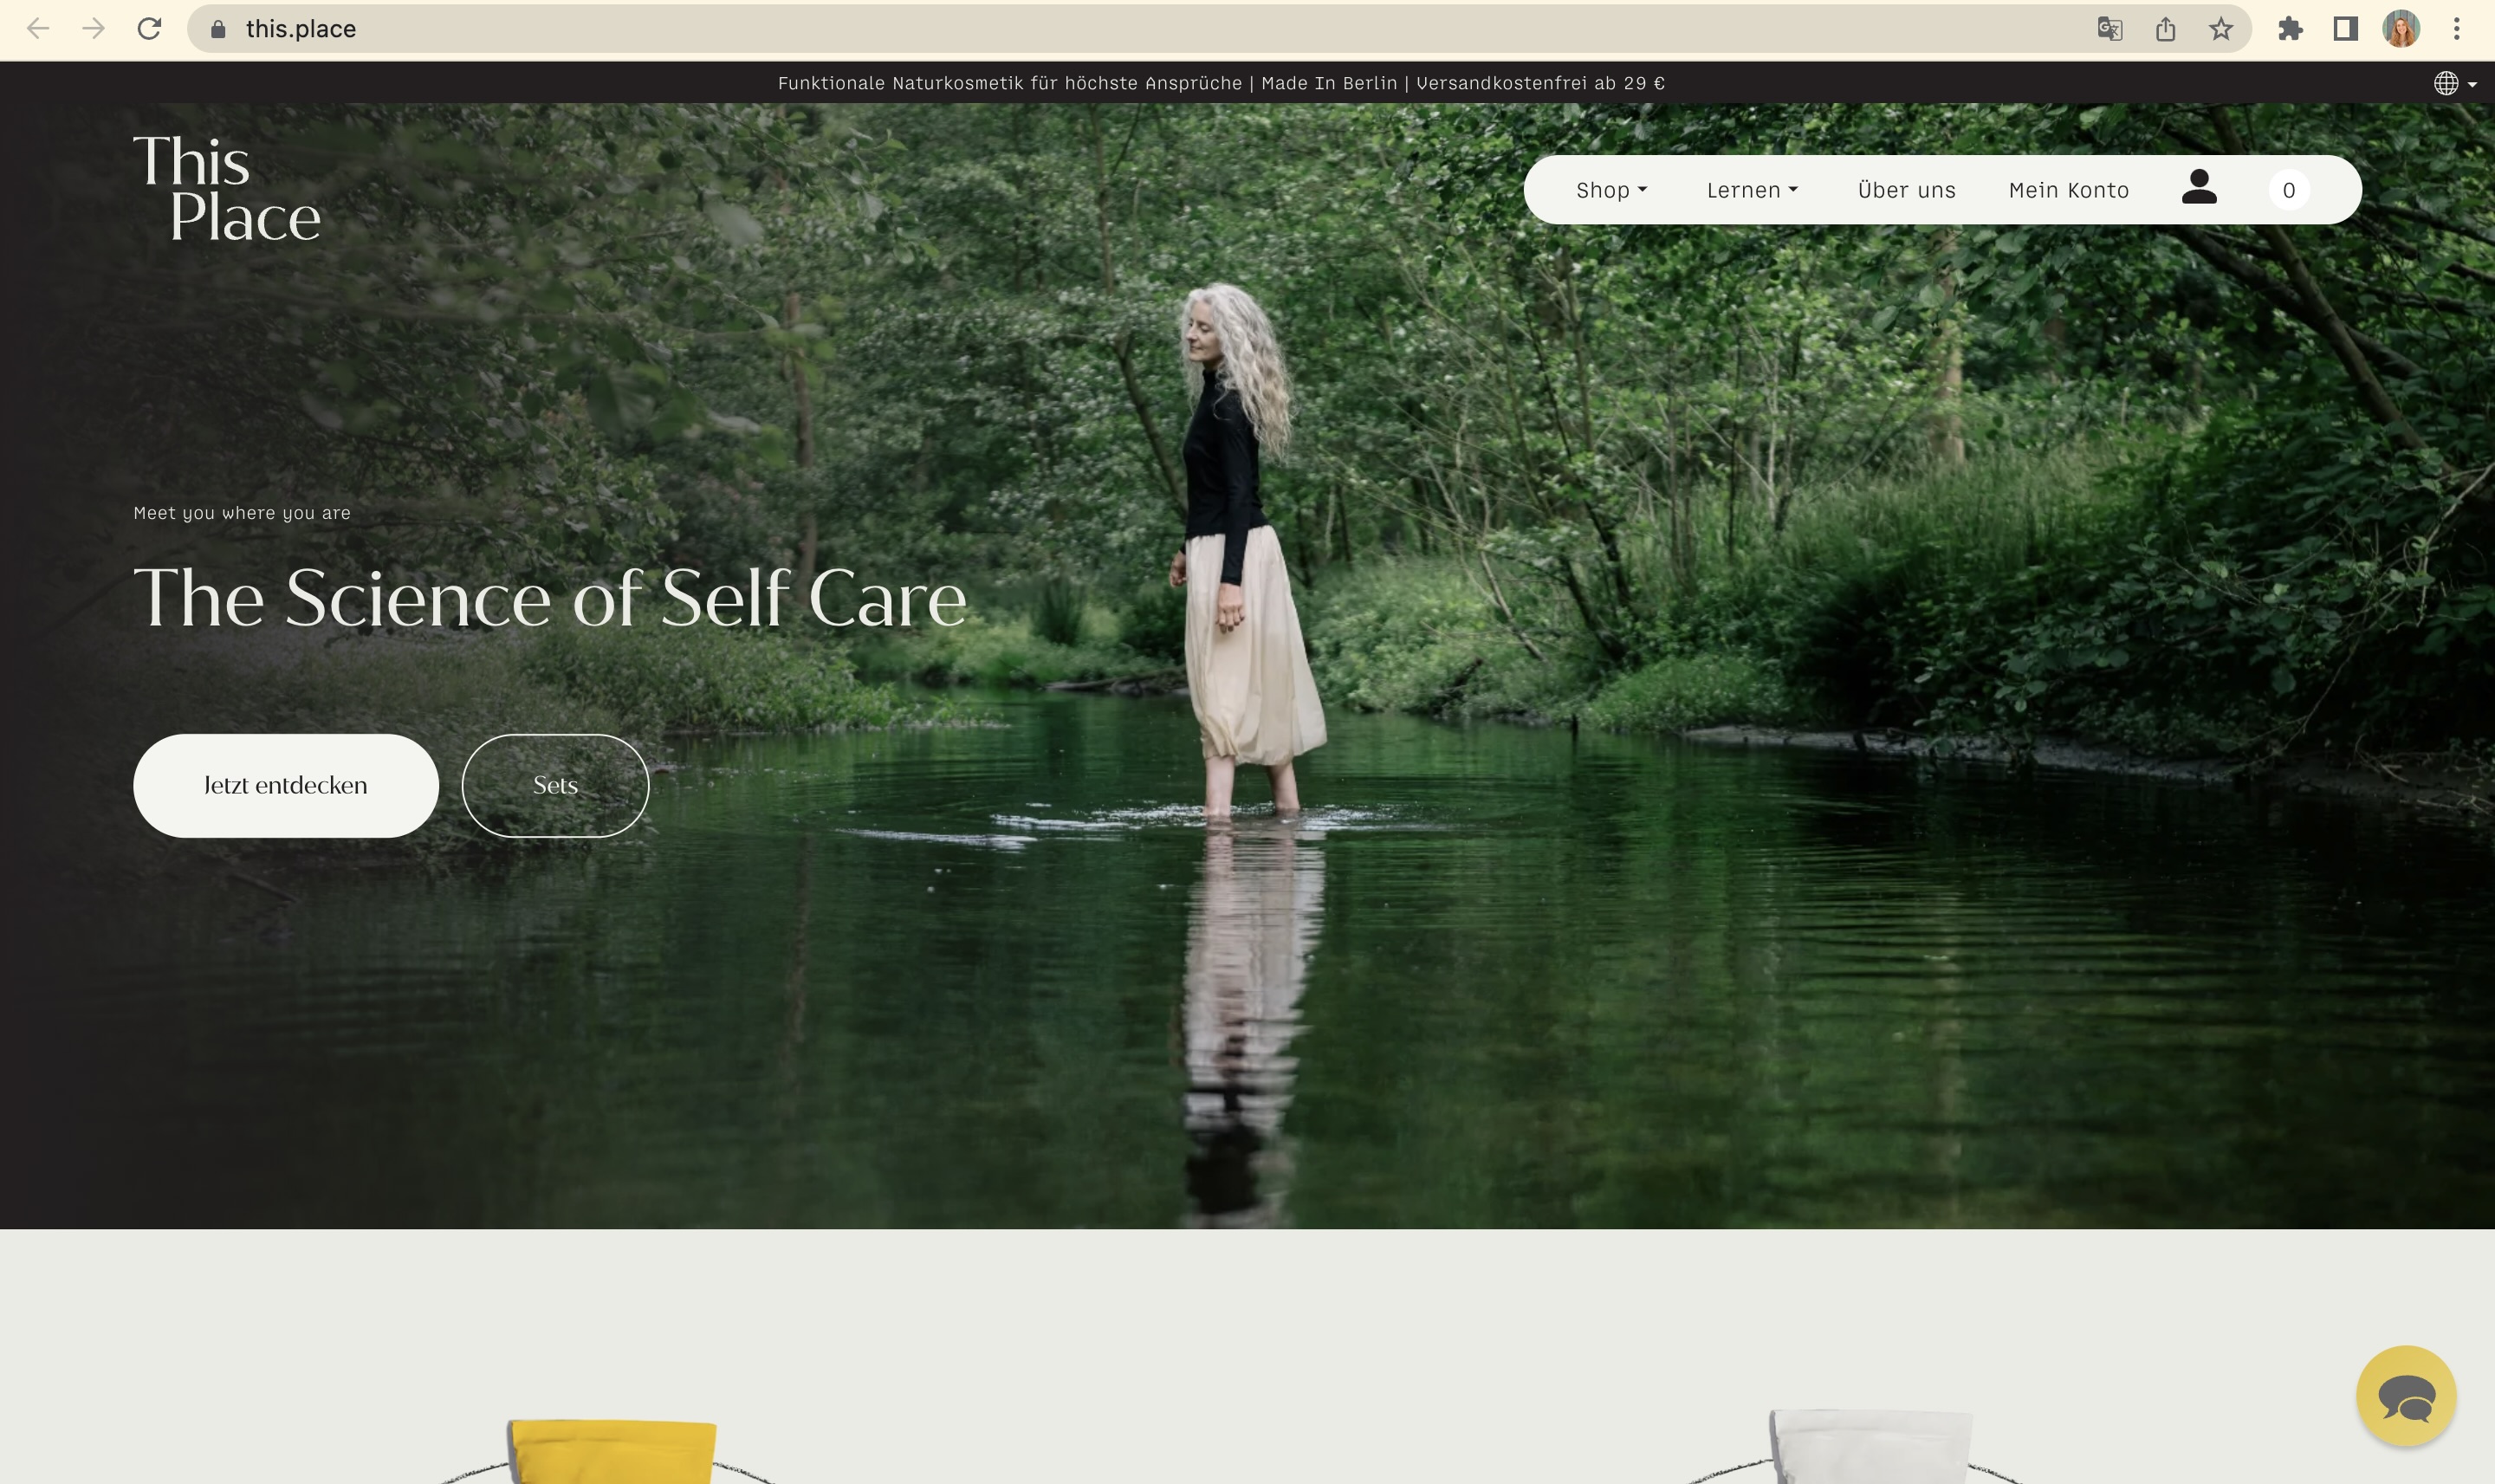 this.place
Funktionale Naturkosmetik für höchste Ansprüche | Made In Berlin | Versandkostenfrei ab 29 €
This
Place
Shop Lernen Über uns Mein Konto 0
Meet you where you are
The Science of Self Care
Jetzt entdecken Sets